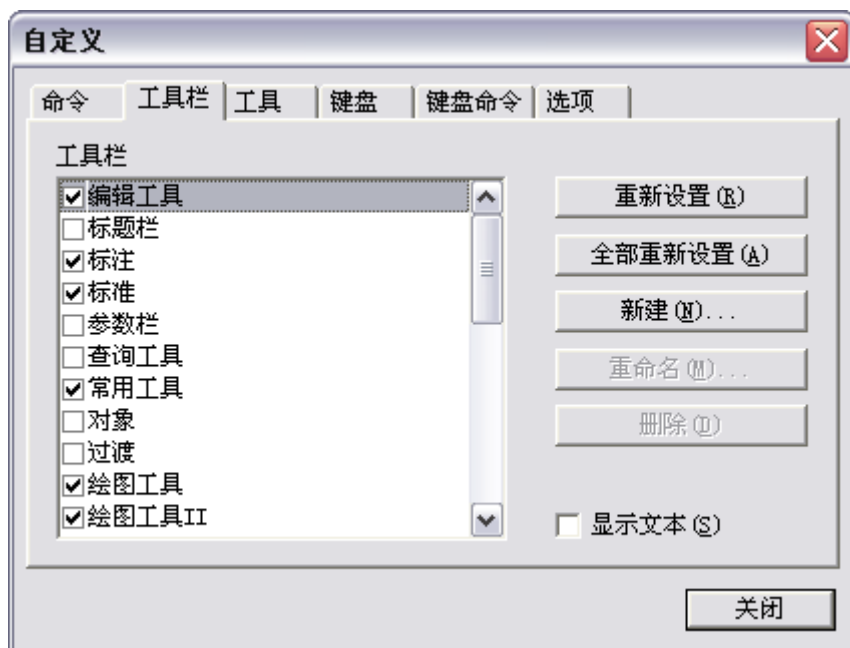 自定义
命令 工具栏 工具 键盘 键盘命令 选项
工具栏
编辑工具
标题栏
标注
标准
参数栏
查询工具
常用工具
对象
过渡
绘图工具
绘图工具II
重新设置(R)
全部重新设置(A)
新建(N)...
重命名(M)...
删除(D)
显示文本(S)
关闭